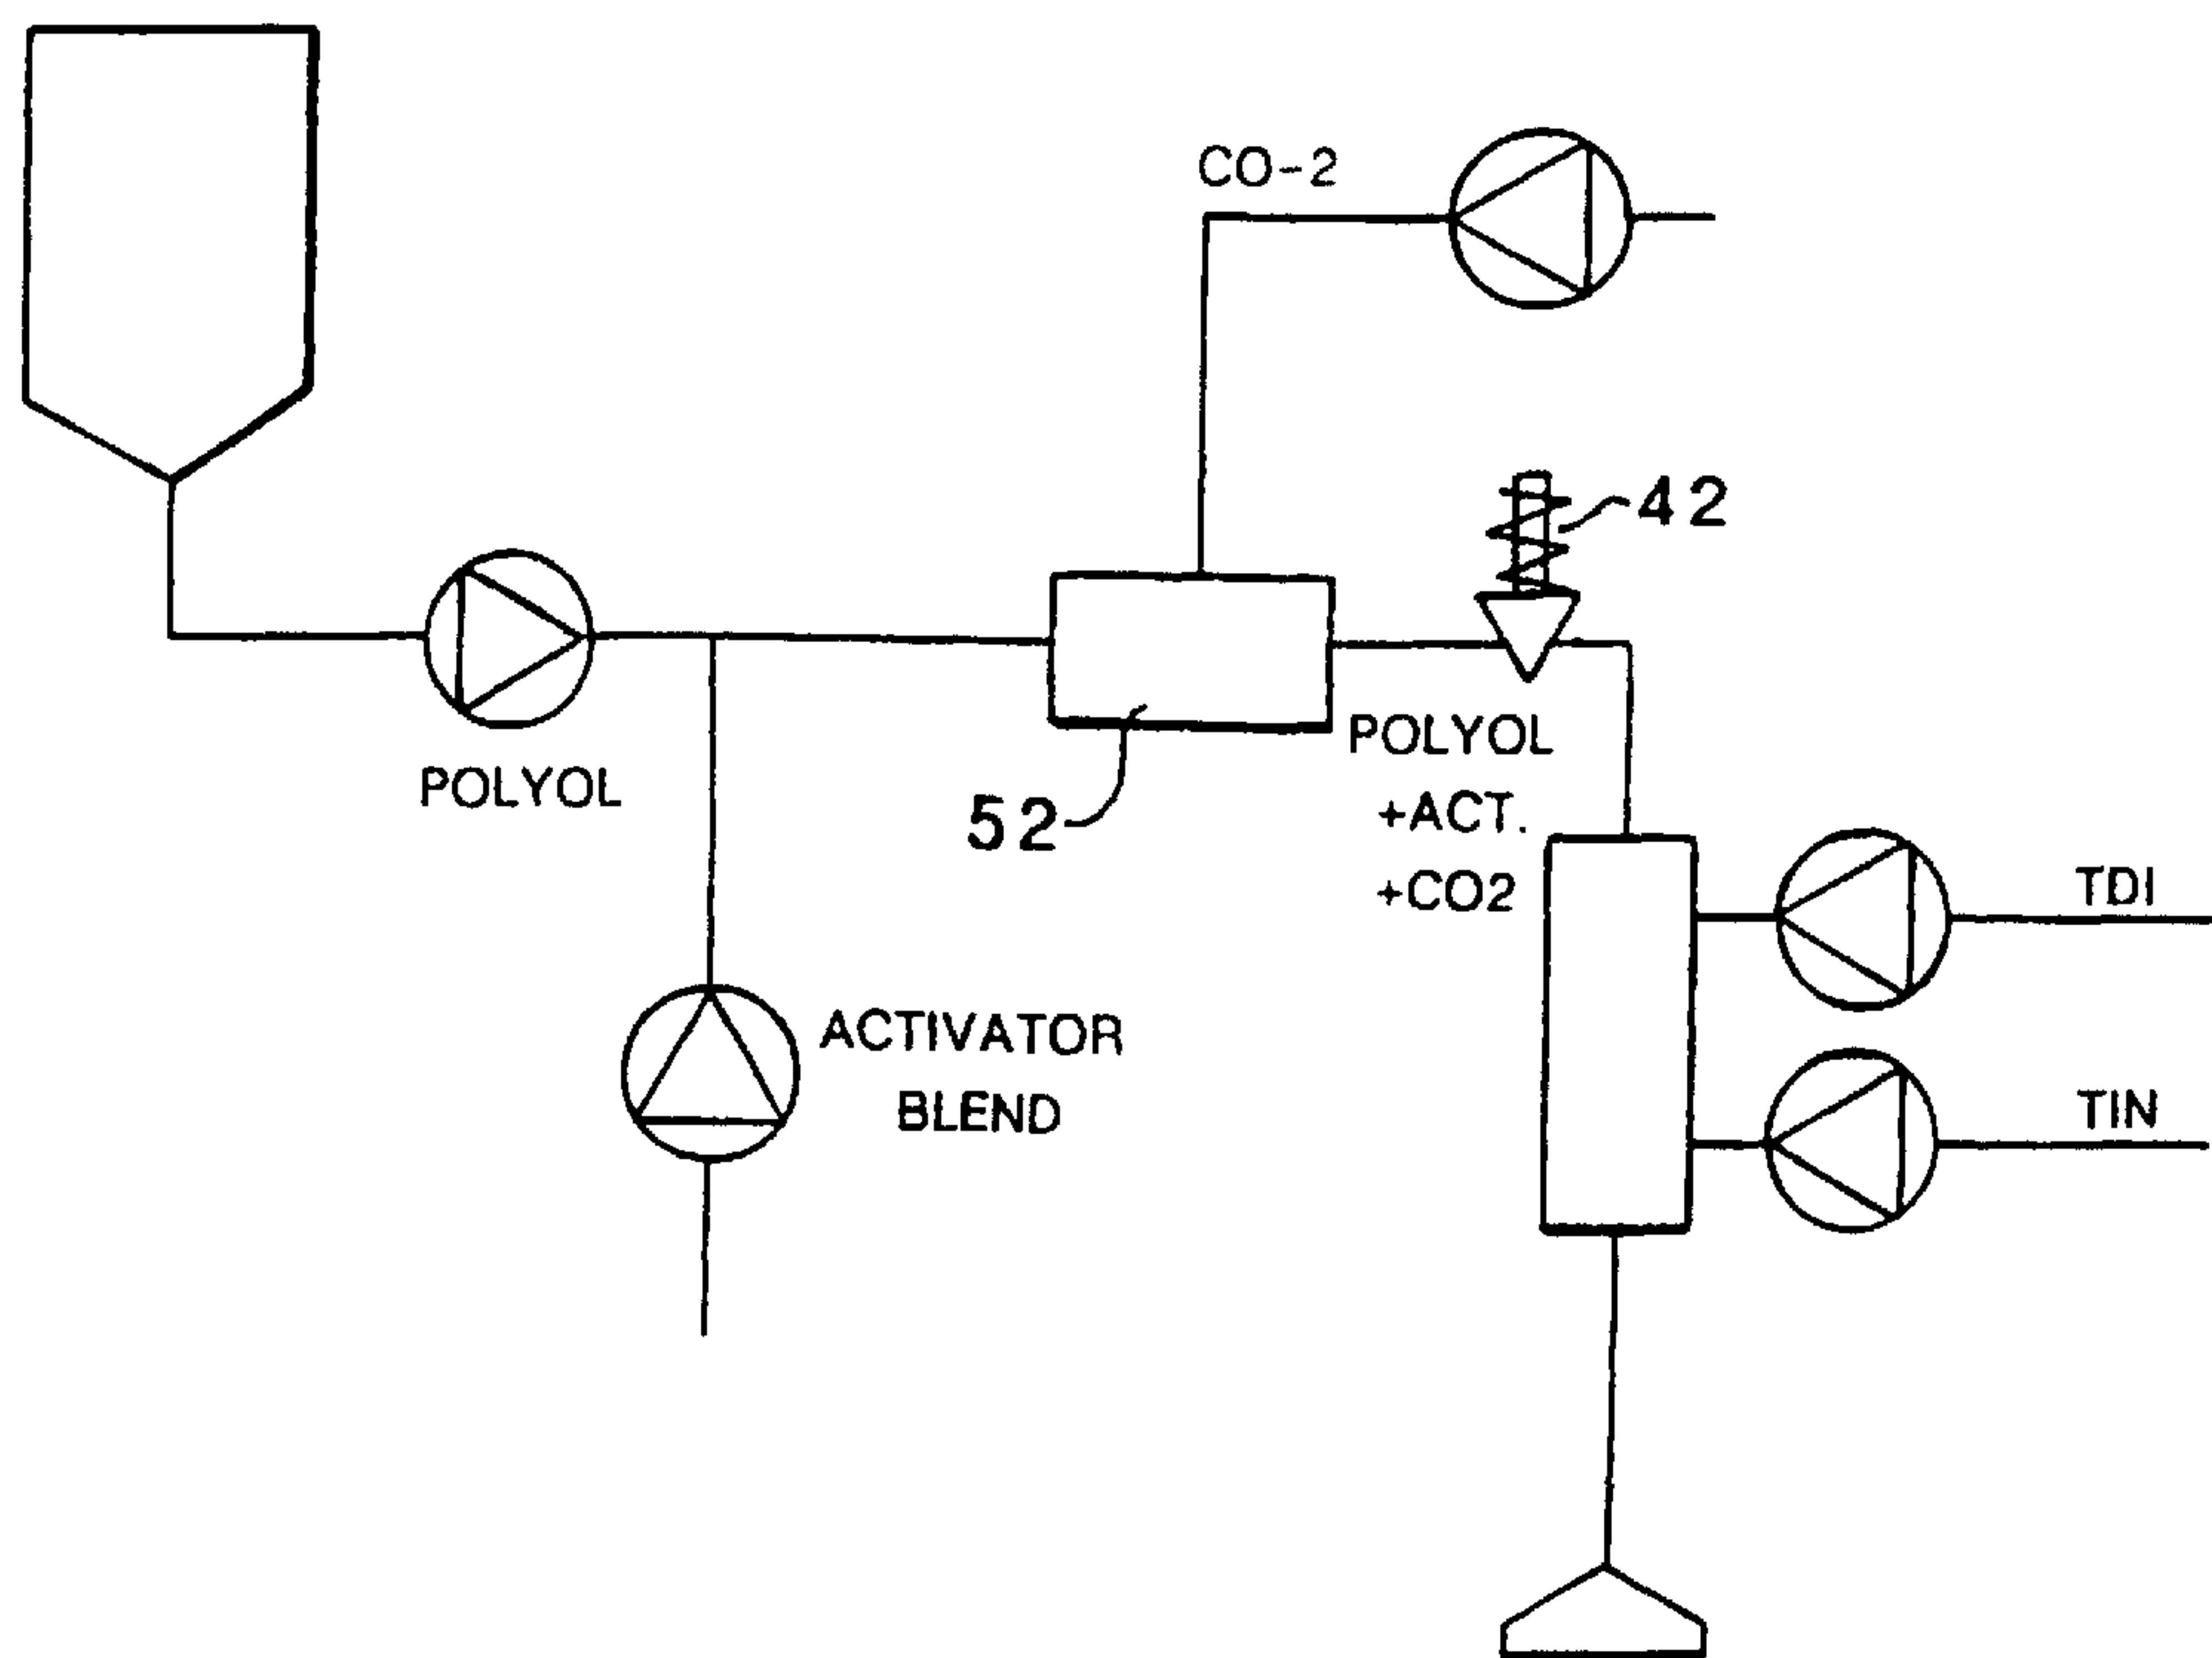 CO-2
42
POLYOL
52
POLYOL
+ACT.
+CO2
ACTIVATOR
BLEND
TDI
TIN